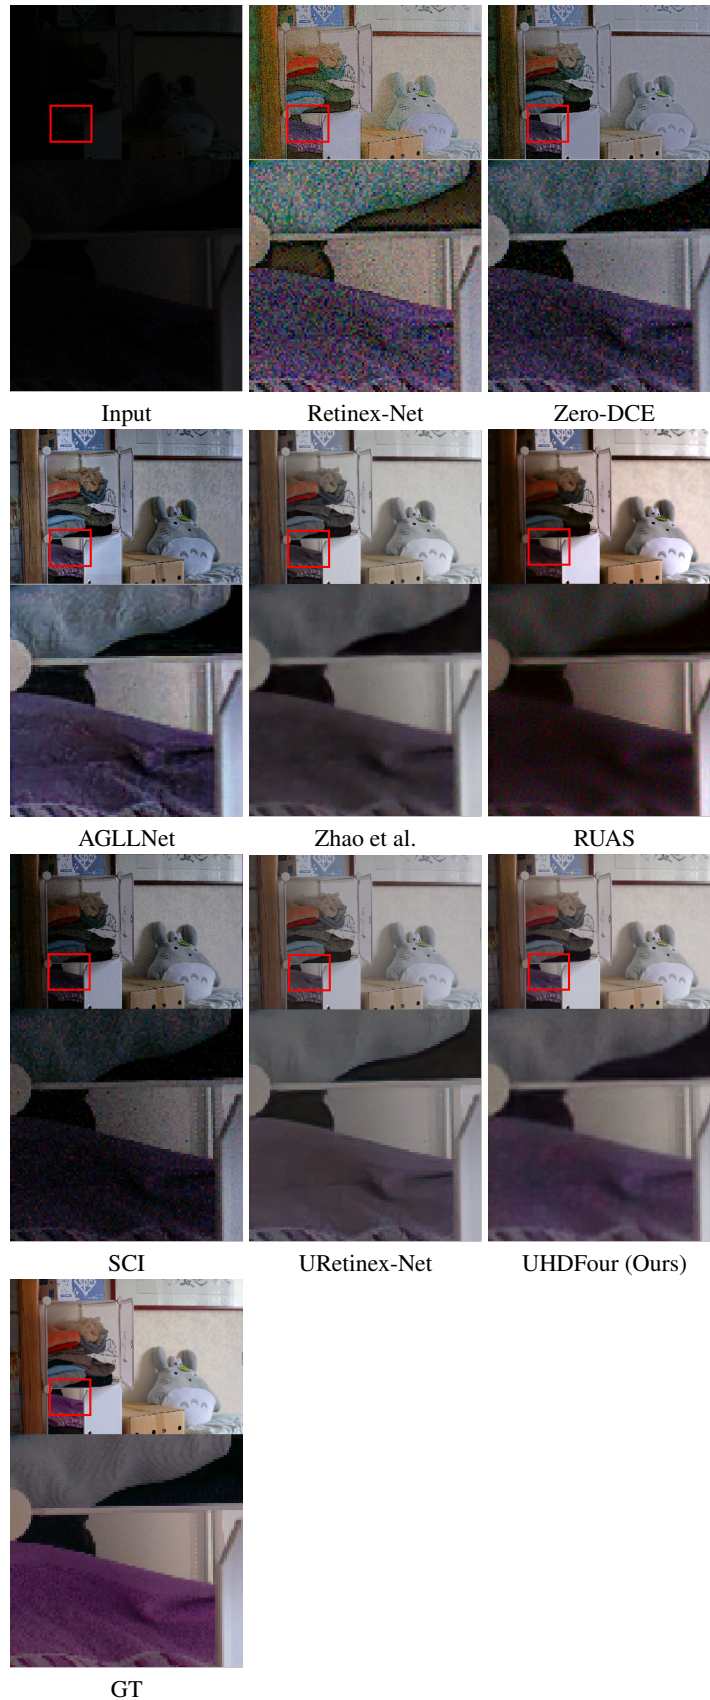 Input
Retinex-Net
Zero-DCE
AGLLNet
Zhao et al.
RUAS
SCI
URetinex-Net
UHDFour (Ours)
GT